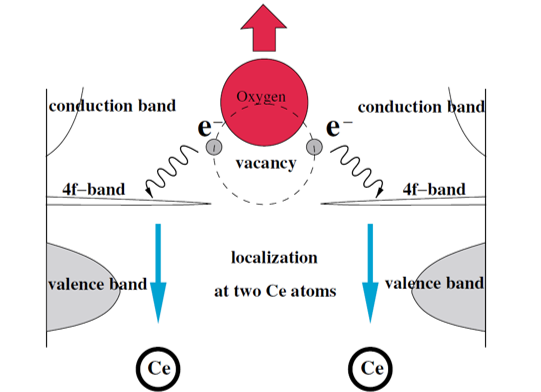 Oxygen
conduction band
conduction band
e⁻
e⁻
vacancy
4f–band
4f–band
localization
valence band
valence band
at two Ce atoms
Ce
Ce